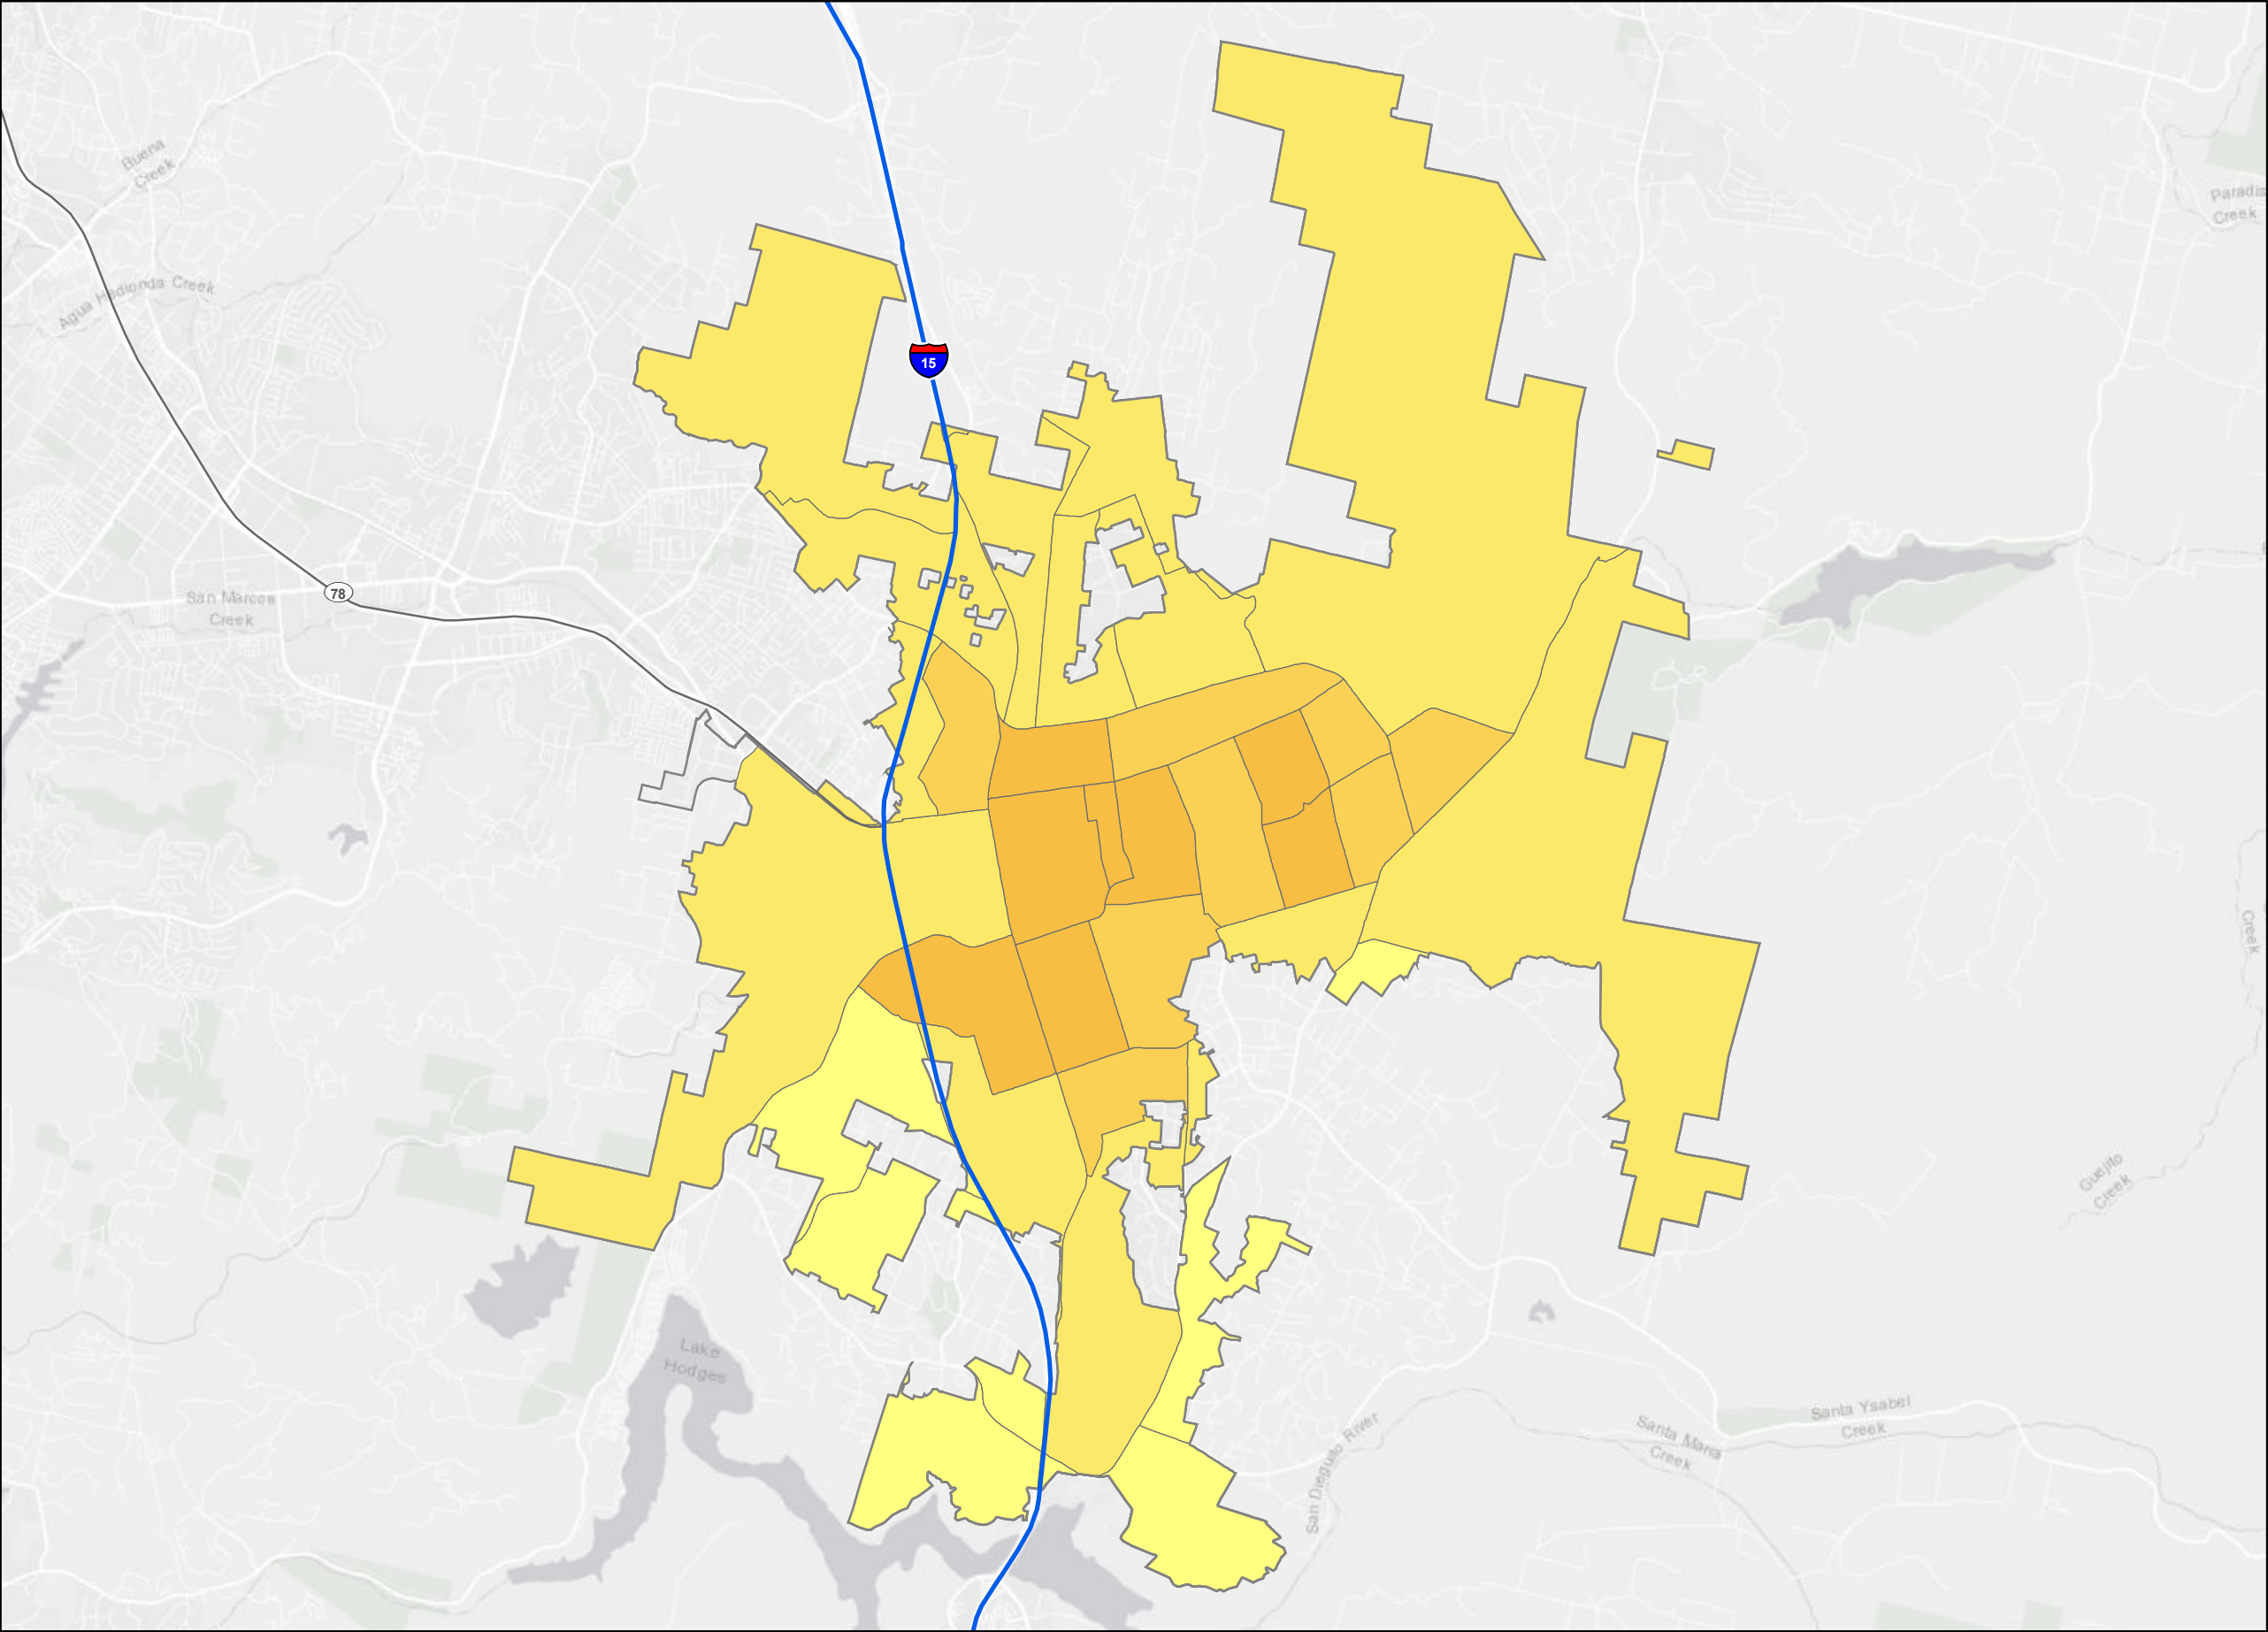 Buena
Creek
Paradis
Creek
Agua Hedionda Creek
15
78
San Marcos
Creek
Creek
Guejito
Creek
Lake
Hodges
San Dieguito River
Santa Maria
Creek
Santa Ysabel
Creek